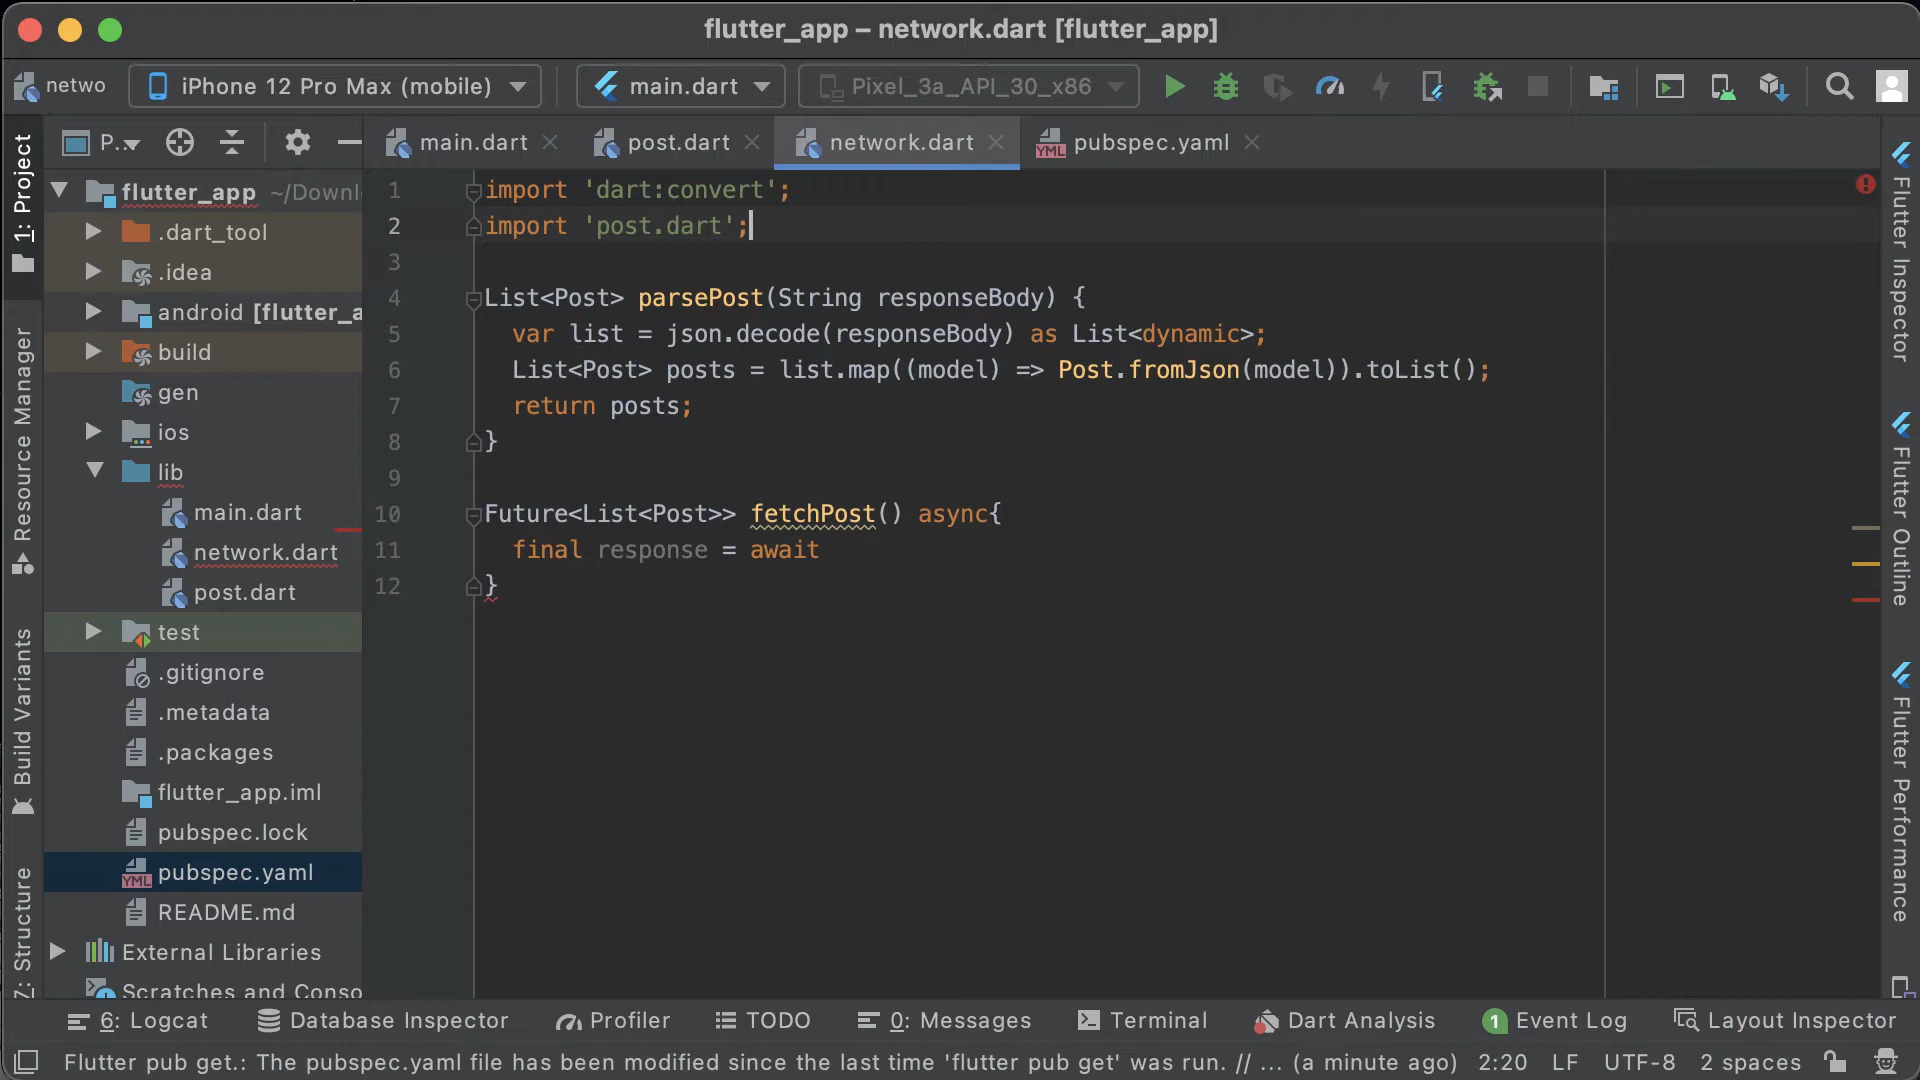 flutter_app – network.dart [flutter_app]
netwo
iPhone 12 Pro Max (mobile)
main.dart
Pixel_3a_API_30_x86
1: Project
Resource Manager
Build Variants
7: Structure
P..
main.dart
post.dart
network.dart
YML
pubspec.yaml
flutter_app ~/Downl
.dart_tool
.idea
android [flutter_a
build
gen
ios
lib
main.dart
network.dart
post.dart
test
.gitignore
.metadata
.packages
flutter_app.iml
pubspec.lock
YML
pubspec.yaml
README.md
External Libraries
Scratches and Conso
1 import 'dart:convert';
2 import 'post.dart';
3
4 List<Post> parsePost(String responseBody) {
5 var list = json.decode(responseBody) as List<dynamic>;
6 List<Post> posts = list.map((model) => Post.fromJson(model)).toList();
7 return posts;
8 }
9
10 Future<List<Post>> fetchPost() async{
11 final response = await
12 }
Flutter Inspector
Flutter Outline
Flutter Performance
6: Logcat
Database Inspector
Profiler
TODO
0: Messages
Terminal
Dart Analysis
1 Event Log
Layout Inspector
Flutter pub get.: The pubspec.yaml file has been modified since the last time 'flutter pub get' was run. // ... (a minute ago)
2:20 LF UTF-8 2 spaces